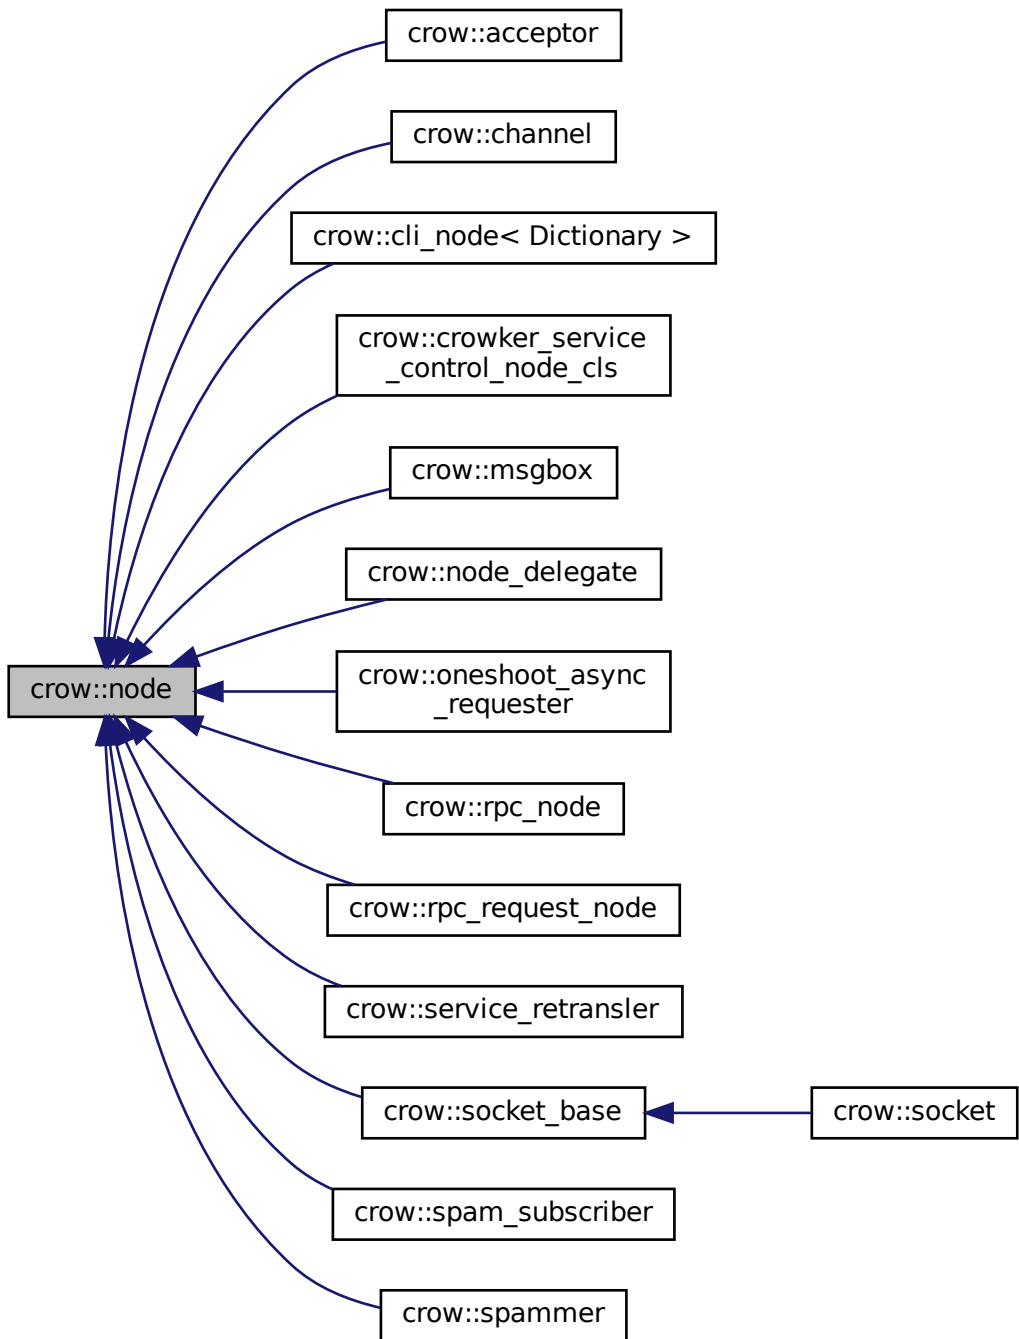 crow::acceptor
crow::channel
crow::cli_node< Dictionary >
crow::crowker_service
_control_node_cls
crow::msgbox
crow::node_delegate
crow::node
crow::oneshoot_async
_requester
crow::rpc_node
crow::rpc_request_node
crow::service_retransler
crow::socket_base
crow::socket
crow::spam_subscriber
crow::spammer